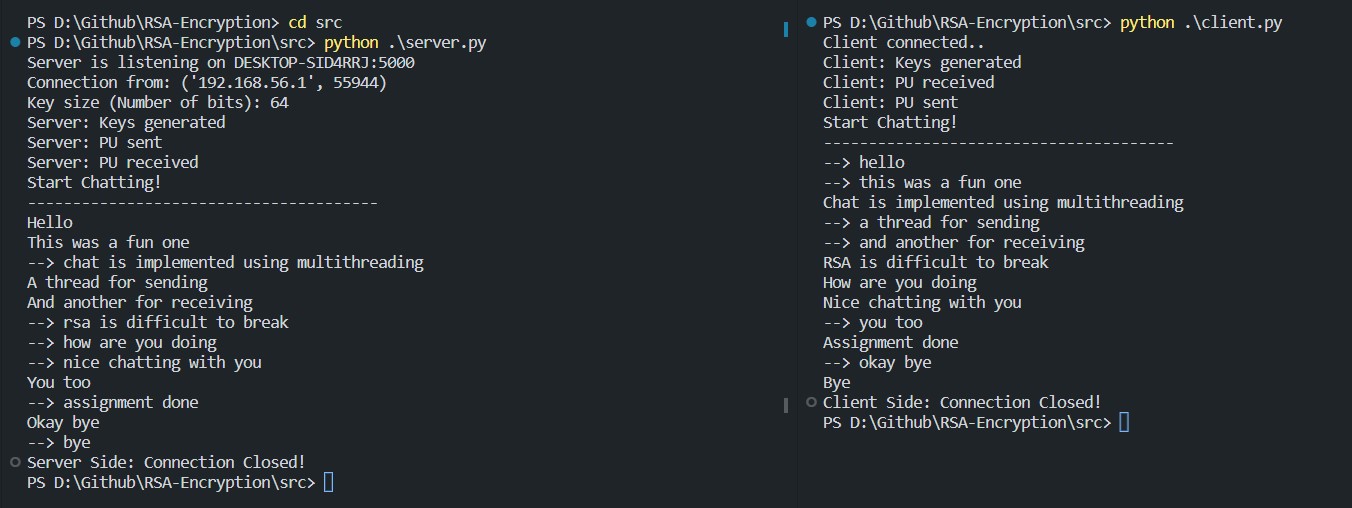 PS D:\Github\RSA-Encryption> cd src
PS D:\Github\RSA-Encryption\src> python .\server.py
Server is listening on DESKTOP-SID4RRJ:5000
Connection from: ('192.168.56.1', 55944)
Key size (Number of bits): 64
Server: Keys generated
Server: PU sent
Server: PU received
Start Chatting!
---------------------------------------
Hello
This was a fun one
--> chat is implemented using multithreading
A thread for sending
And another for receiving
--> rsa is difficult to break
--> how are you doing
--> nice chatting with you
You too
--> assignment done
Okay bye
--> bye
Server Side: Connection Closed!
PS D:\Github\RSA-Encryption\src>
PS D:\Github\RSA-Encryption\src> python .\client.py
Client connected..
Client: Keys generated
Client: PU received
Client: PU sent
Start Chatting!
---------------------------------------
--> hello
--> this was a fun one
Chat is implemented using multithreading
--> a thread for sending
--> and another for receiving
RSA is difficult to break
How are you doing
Nice chatting with you
--> you too
Assignment done
--> okay bye
Bye
Client Side: Connection Closed!
PS D:\Github\RSA-Encryption\src>